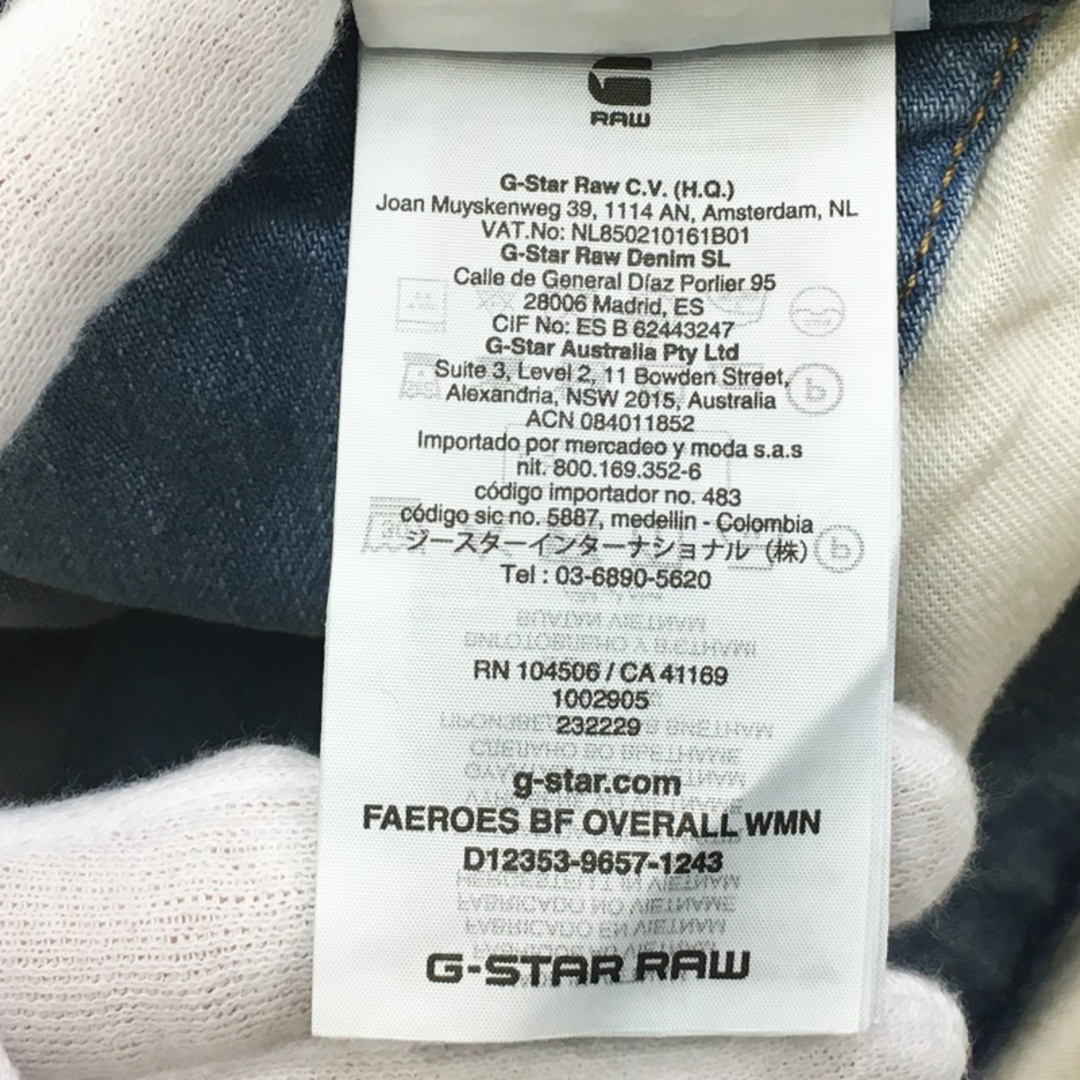 RAW
G-Star Raw C.V. (H.Q.)
Joan Muyskenweg 39, 1114 AN, Amsterdam, NL
VAT.No: NL850210161B01
G-Star Raw Denim SL
Calle de General Díaz Porlier 95
28006 Madrid, ES
CIF No: ES B 62443247
G-Star Australia Pty Ltd
Suite 3, Level 2, 11 Bowden Street,
Alexandria, NSW 2015, Australia
ACN 084011852
Importado por mercadeo y moda s.a.s
nit. 800.169.352-6
código importador no. 483
código sic no. 5887, medellin - Colombia
ジースターインターナショナル（株）
Tel : 03-6890-5620
RN 104506 / CA 41169
1002905
232229
g-star.com
FAEROES BF OVERALL WMN
D12353-9657-1243
G-STAR RAW